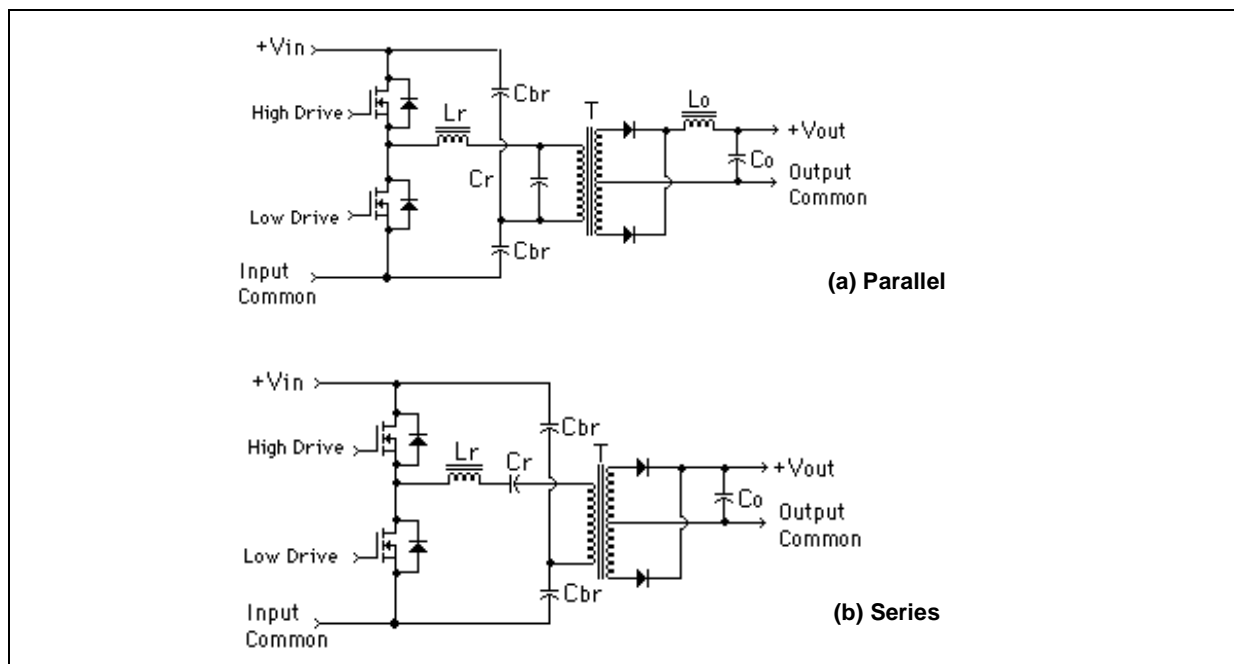 +Vin
High Drive
Low Drive
Input
Common
Lr
Cr
Cbr
Cbr
T
Lo
Co
+Vout
Output
Common
(a) Parallel
+Vin
High Drive
Low Drive
Input
Common
Lr
Cr
Cbr
Cbr
T
Co
+Vout
Output
Common
(b) Series